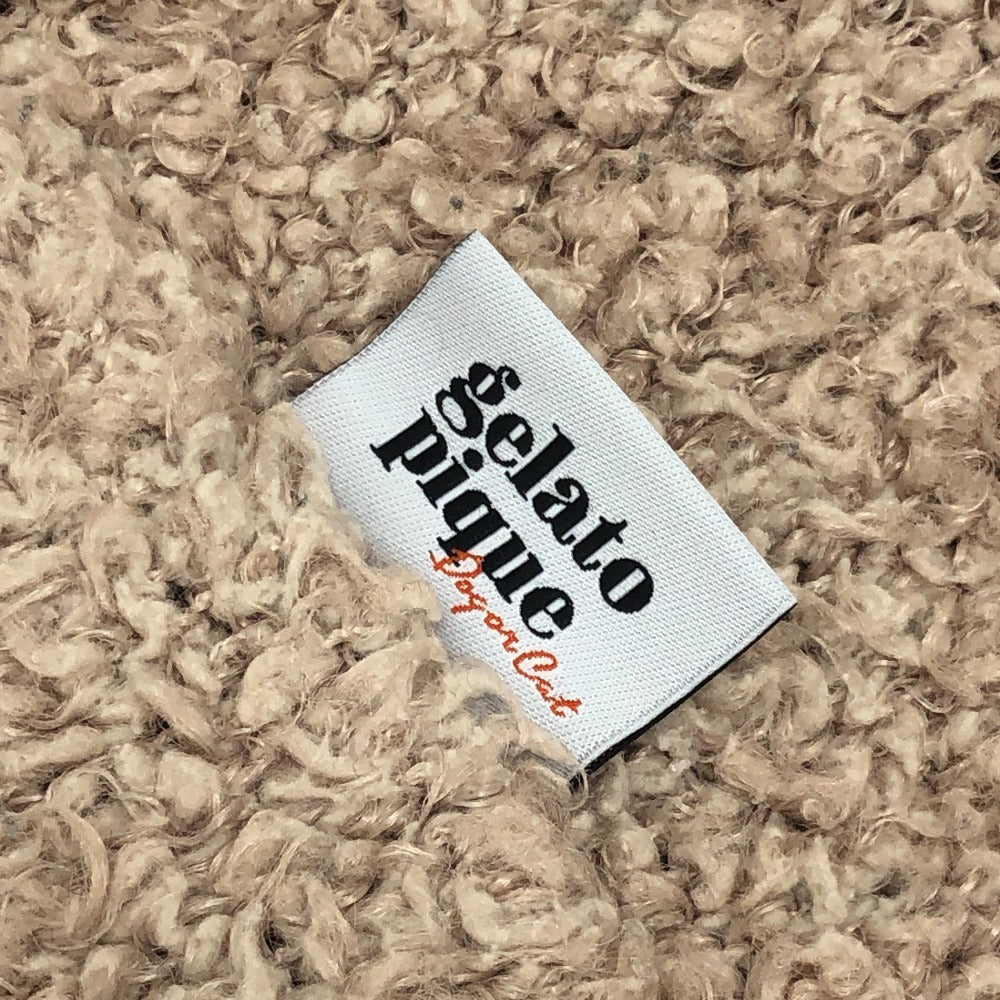 gelato
pique
Dog or Cat